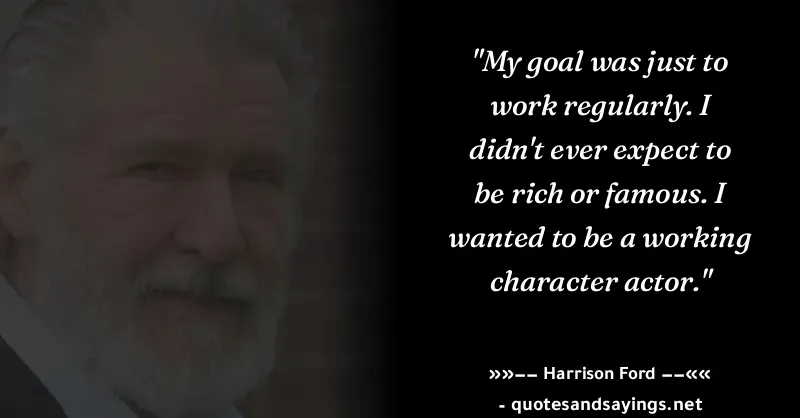 "My goal was just to
work regularly. I
didn't ever expect to
be rich or famous. I
wanted to be a working
character actor."
»»−− Harrison Ford −−««
- quotesandsayings.net